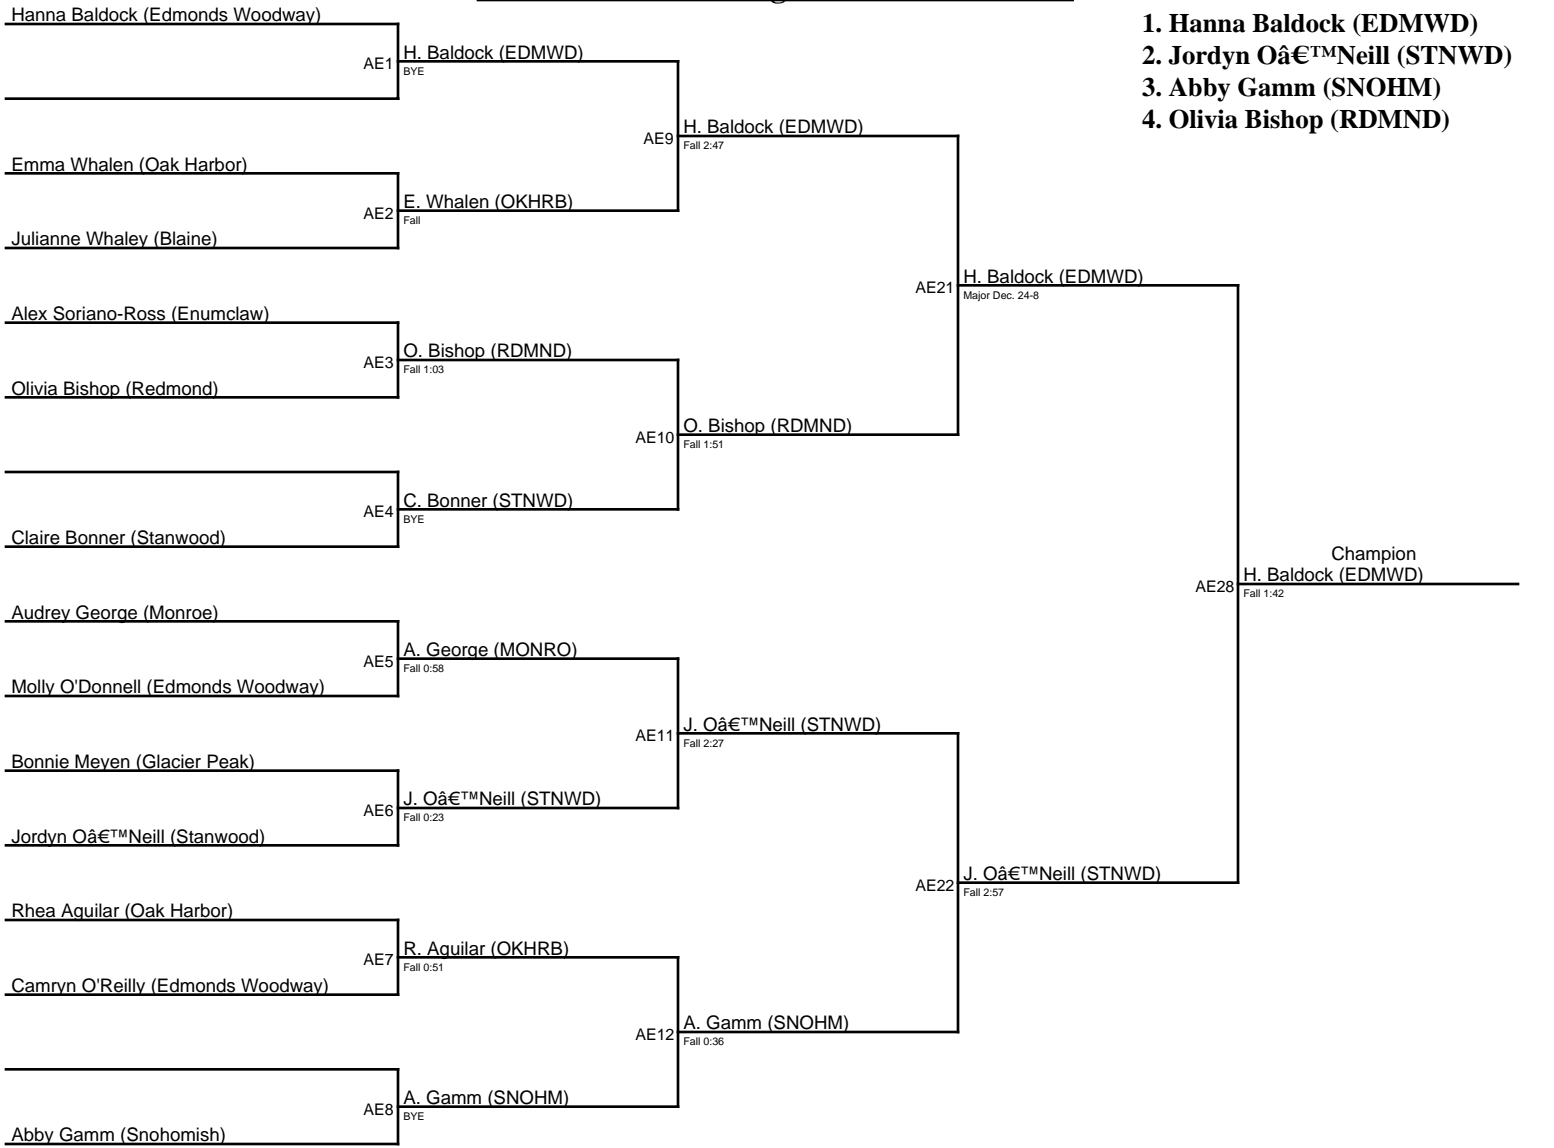 Hanna Baldock (Edmonds Woodway)
AE1
H. Baldock (EDMWD)
BYE
Emma Whalen (Oak Harbor)
AE2
E. Whalen (OKHRB)
Fall
Julianne Whaley (Blaine)
AE9
H. Baldock (EDMWD)
Fall 2:47
Alex Soriano-Ross (Enumclaw)
AE3
O. Bishop (RDMND)
Fall 1:03
Olivia Bishop (Redmond)
AE10
O. Bishop (RDMND)
Fall 1:51
AE4
C. Bonner (STNWD)
BYE
Claire Bonner (Stanwood)
AE21
H. Baldock (EDMWD)
Major Dec. 24-8
Audrey George (Monroe)
AE5
A. George (MONRO)
Fall 0:58
Molly O'Donnell (Edmonds Woodway)
AE11
J. Oâ€™Neill (STNWD)
Fall 2:27
Bonnie Meyen (Glacier Peak)
AE6
J. Oâ€™Neill (STNWD)
Fall 0:23
Jordyn Oâ€™Neill (Stanwood)
AE22
J. Oâ€™Neill (STNWD)
Fall 2:57
Rhea Aguilar (Oak Harbor)
AE7
R. Aguilar (OKHRB)
Fall 0:51
Camryn O'Reilly (Edmonds Woodway)
AE12
A. Gamm (SNOHM)
Fall 0:36
AE8
A. Gamm (SNOHM)
BYE
Abby Gamm (Snohomish)
AE28
Champion
H. Baldock (EDMWD)
Fall 1:42
1. Hanna Baldock (EDMWD)
2. Jordyn Oâ€™Neill (STNWD)
3. Abby Gamm (SNOHM)
4. Olivia Bishop (RDMND)